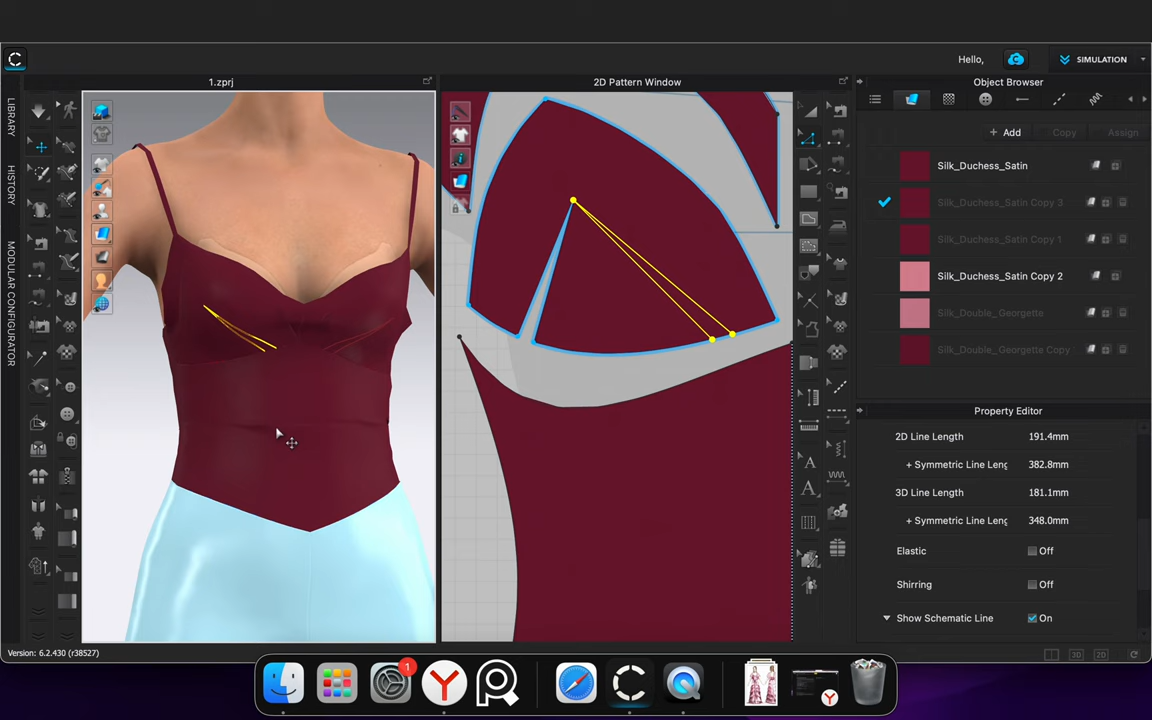 Hello,
SIMULATION
1.zprj
2D Pattern Window
Object Browser
LIBRARY
HISTORY
MODULAR CONFIGURATOR
+ Add
Copy
Assign
Silk_Duchess_Satin
Silk_Duchess_Satin Copy 3
Silk_Duchess_Satin Copy 1
Silk_Duchess_Satin Copy 2
Silk_Double_Georgette
Silk_Double_Georgette Copy
Property Editor
2D Line Length 191.4mm
+ Symmetric Line Leng 382.8mm
3D Line Length 181.1mm
+ Symmetric Line Leng 348.0mm
Elastic Off
Shirring Off
Show Schematic Line On
Version: 6.2.430 (r38527)
3D
2D
1